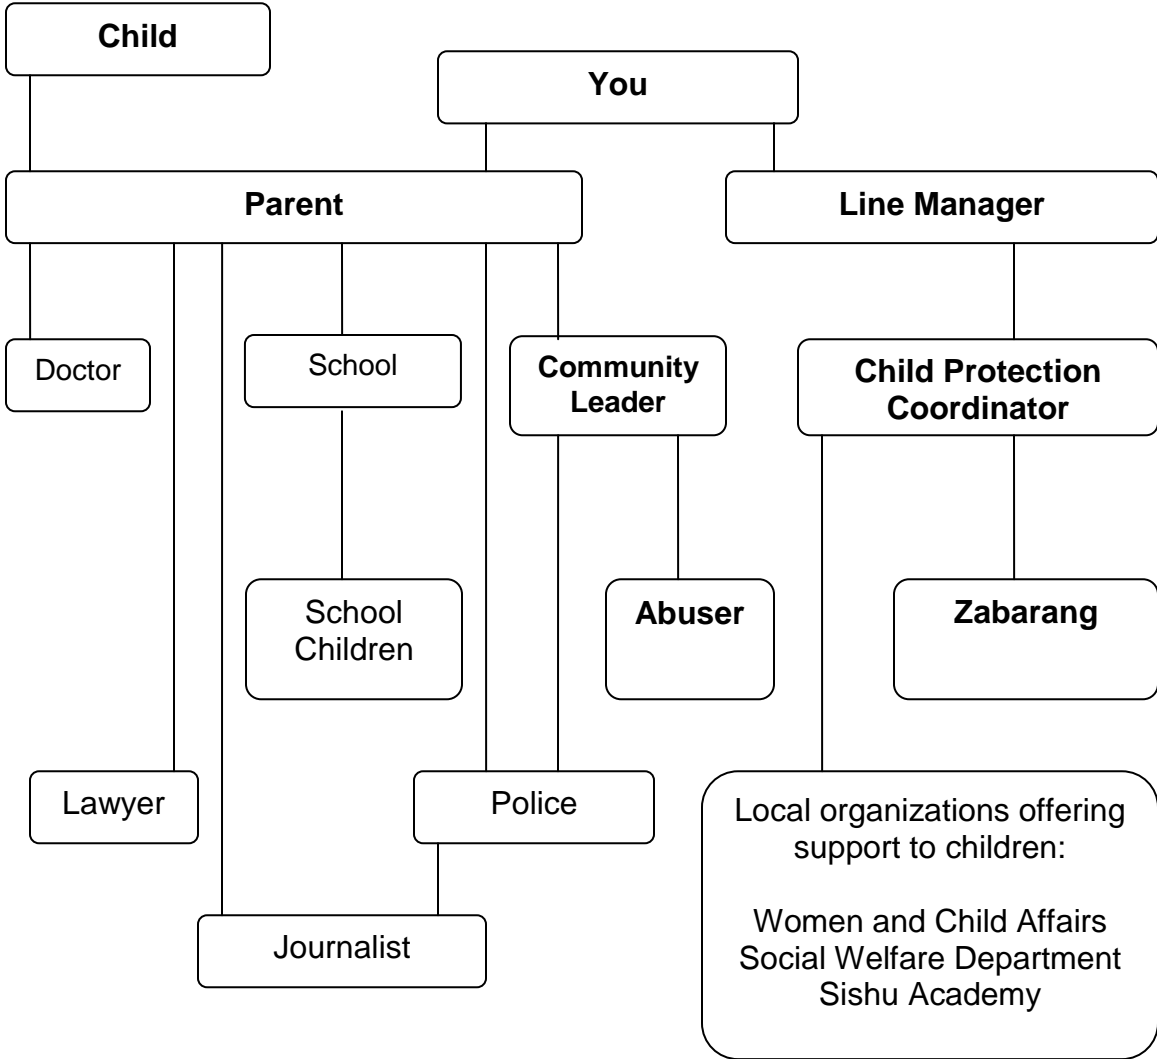 Child
You
Parent
Line Manager
Doctor
School
Community
Leader
Child Protection
Coordinator
School
Children
Abuser
Zabarang
Lawyer
Police
Journalist
Local organizations offering
support to children:
Women and Child Affairs
Social Welfare Department
Sishu Academy